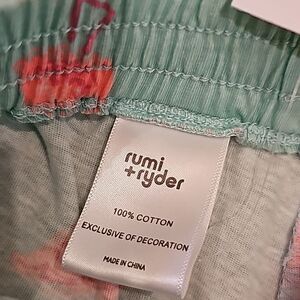 rumi
+ryder
100% COTTON
EXCLUSIVE OF DECORATION
MADE IN CHINA